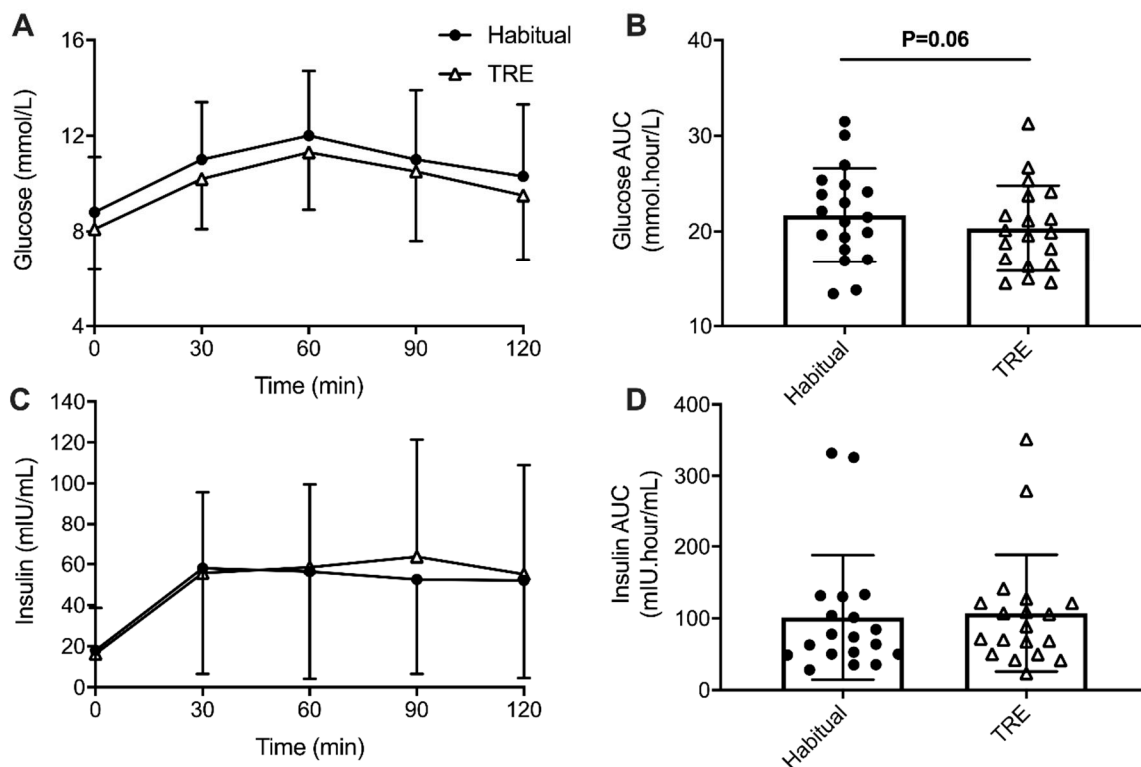 A
Glucose (mmol/L)
16
12
8
4
0
30
60
90
120
Time (min)
Habitual
TRE
B
P=0.06
Glucose AUC
(mmol.hour/L)
40
30
20
10
Habitual
TRE
C
Insulin (mIU/mL)
140
120
100
80
60
40
20
0
0
30
60
90
120
Time (min)
D
Insulin AUC
(mIU.hour/mL)
400
300
200
100
0
Habitual
TRE